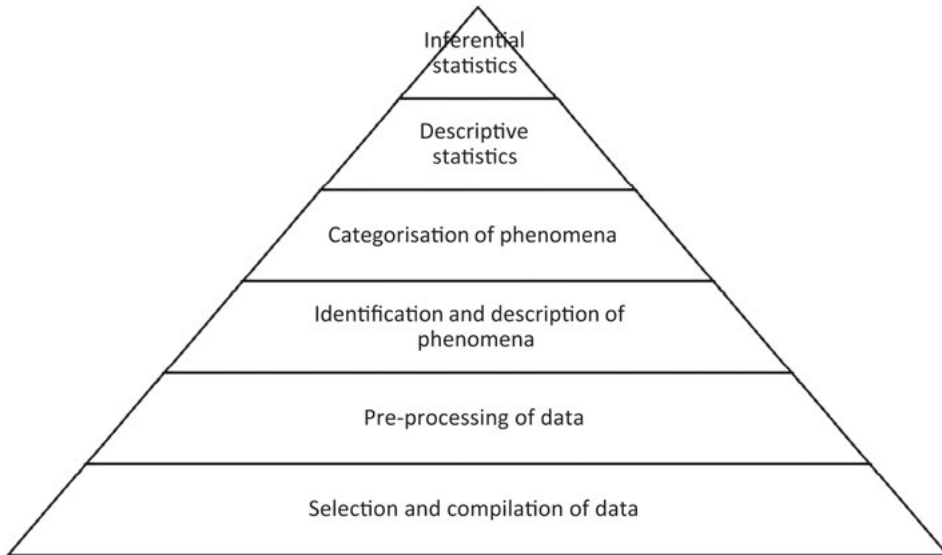 Inferential
statistics
Descriptive
statistics
Categorisation of phenomena
Identification and description of
phenomena
Pre-processing of data
Selection and compilation of data